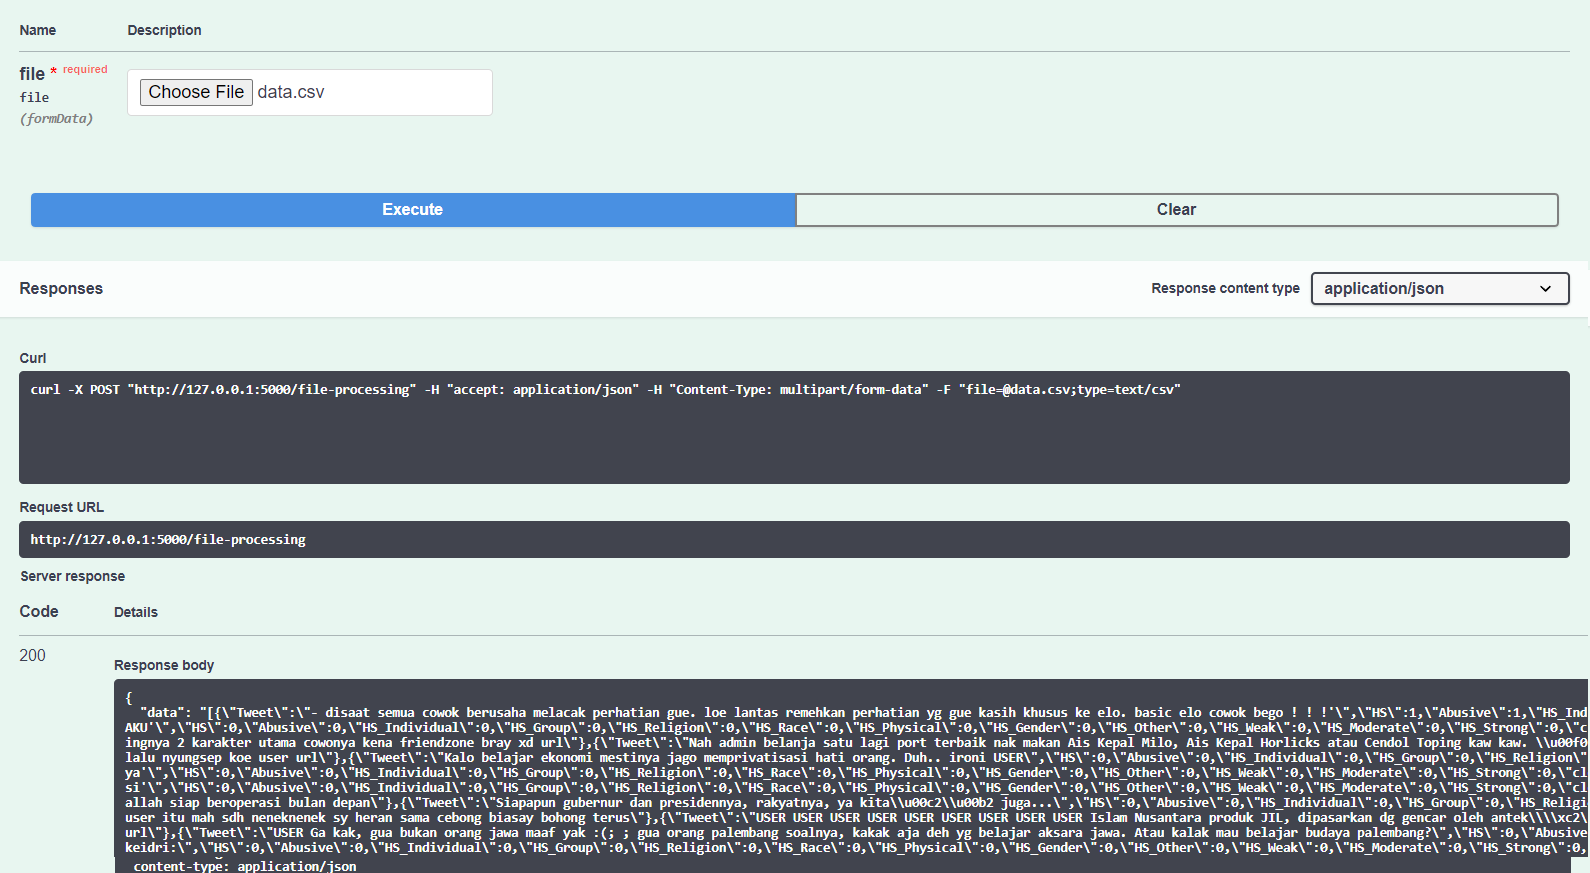 Name Description
file * required
file
(formData)
Choose File data.csv
Execute Clear
Responses Response content type application/json
Curl
curl -X POST "http://127.0.0.1:5000/file-processing" -H "accept: application/json" -H "Content-Type: multipart/form-data" -F "file=@data.csv;type=text/csv"
Request URL
http://127.0.0.1:5000/file-processing
Server response
Code Details
200
Response body
{
"data": "[{\"Tweet\":\"- disaat semua cowok berusaha melacak perhatian gue. loe lantas remehkan perhatian yg gue kasih khusus ke elo. basic elo cowok bego ! ! !'\",\"HS\":1,\"Abusive\":1,\"HS_Ind
AKU'\",\"HS\":0,\"Abusive\":0,\"HS_Individual\":0,\"HS_Group\":0,\"HS_Religion\":0,\"HS_Race\":0,\"HS_Physical\":0,\"HS_Gender\":0,\"HS_Other\":0,\"HS_Weak\":0,\"HS_Moderate\":0,\"HS_Strong\":0,\"c
ingnya 2 karakter utama cowonya kena friendzone bray xd url\"},{\"Tweet\":\"Nah admin belanja satu lagi port terbaik nak makan Ais Kepal Milo, Ais Kepal Horlicks atau Cendol Toping kaw kaw. \\u00f0
lalu nyungsep koe user url\"},{\"Tweet\":\"Kalo belajar ekonomi mestinya jago memprivatisasi hati orang. Duh.. ironi USER\",\"HS\":0,\"Abusive\":0,\"HS_Individual\":0,\"HS_Group\":0,\"HS_Religion\"
ya'\",\"HS\":0,\"Abusive\":0,\"HS_Individual\":0,\"HS_Group\":0,\"HS_Religion\":0,\"HS_Race\":0,\"HS_Physical\":0,\"HS_Gender\":0,\"HS_Other\":0,\"HS_Weak\":0,\"HS_Moderate\":0,\"HS_Strong\":0,\"cl
si'\",\"HS\":0,\"Abusive\":0,\"HS_Individual\":0,\"HS_Group\":0,\"HS_Religion\":0,\"HS_Race\":0,\"HS_Physical\":0,\"HS_Gender\":0,\"HS_Other\":0,\"HS_Weak\":0,\"HS_Moderate\":0,\"HS_Strong\":0,\"cl
allah siap beroperasi bulan depan\"},{\"Tweet\":\"Siapapun gubernur dan presidennya, rakyatnya, ya kita\\u00c2\\u00b2 juga...\",\"HS\":0,\"Abusive\":0,\"HS_Individual\":0,\"HS_Group\":0,\"HS_Religi
user itu mah sdh neneknenek sy heran sama cebong biasay bohong terus\"},{\"Tweet\":\"USER USER USER USER USER USER USER USER USER Islam Nusantara produk JIL, dipasarkan dg gencar oleh antek\\\\xc2\
url\"},{\"Tweet\":\"USER Ga kak, gua bukan orang jawa maaf yak :(; ; gua orang palembang soalnya, kakak aja deh yg belajar aksara jawa. Atau kalak mau belajar budaya palembang?\",\"HS\":0,\"Abusive
keidri:\",\"HS\":0,\"Abusive\":0,\"HS_Individual\":0,\"HS_Group\":0,\"HS_Religion\":0,\"HS_Race\":0,\"HS_Physical\":0,\"HS_Gender\":0,\"HS_Other\":0,\"HS_Weak\":0,\"HS_Moderate\":0,\"HS_Strong\":0,
content-type: application/json